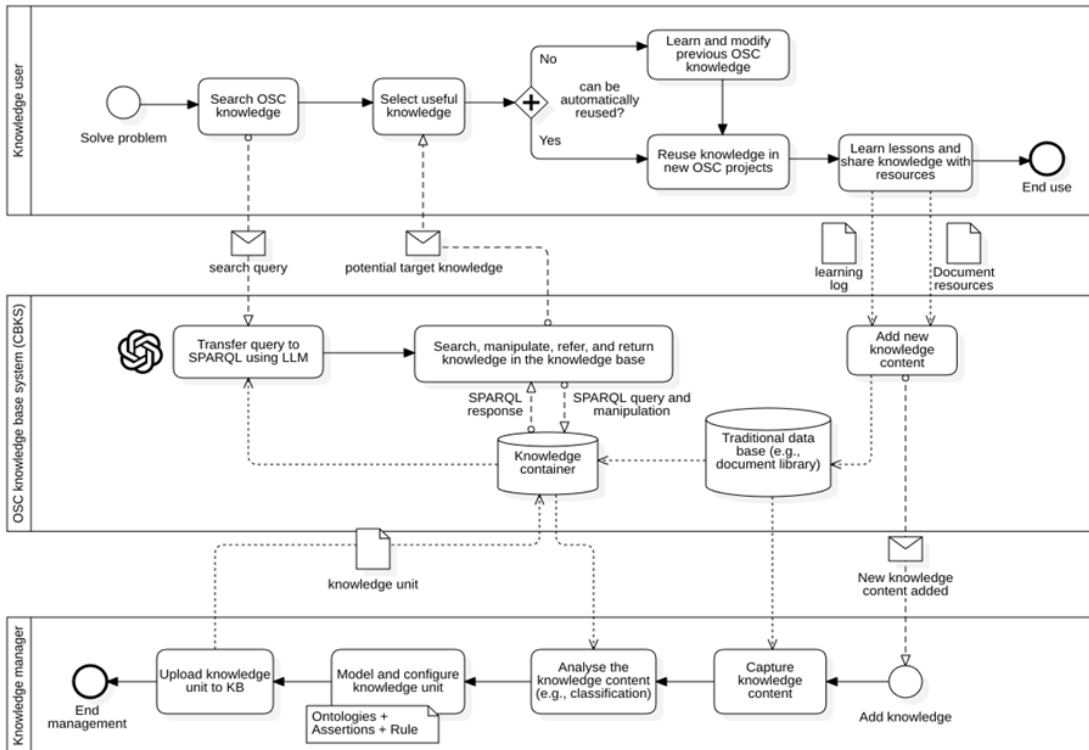 Knowledge user
Solve problem
Search OSC
knowledge
Select useful
knowledge
No
can be
automatically
reused?
Yes
Learn and modify
previous OSC
knowledge
Reuse knowledge in
new OSC projects
Learn lessons and
share knowledge with
resources
End use
search query
potential target knowledge
learning
log
Document
resources
OSC knowledge base system (CBKS)
Transfer query to
SPARQL using LLM
Search, manipulate, refer, and return
knowledge in the knowledge base
Add new
knowledge
content
SPARQL
response
SPARQL query and
manipulation
Knowledge
container
Traditional data
base (e.g.,
document library)
knowledge unit
New knowledge
content added
Knowledge manager
End
management
Upload knowledge
unit to KB
Model and configure
knowledge unit
Ontologies +
Assertions + Rule
Analyse the
knowledge content
(e.g., classification)
Capture
knowledge
content
Add knowledge